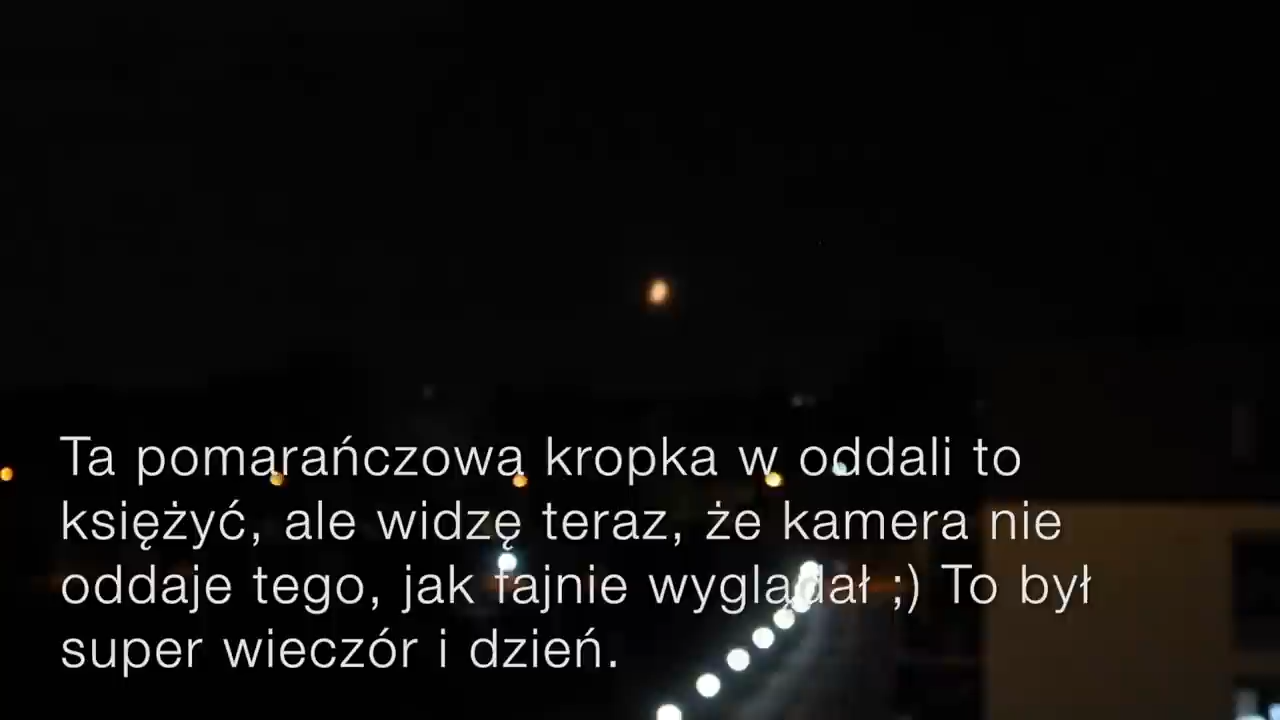 Ta pomarańczowa kropka w oddali to
księżyć, ale widzę teraz, że kamera nie
oddaje tego, jak fajnie wyglądał ;) To był
super wieczór i dzień.